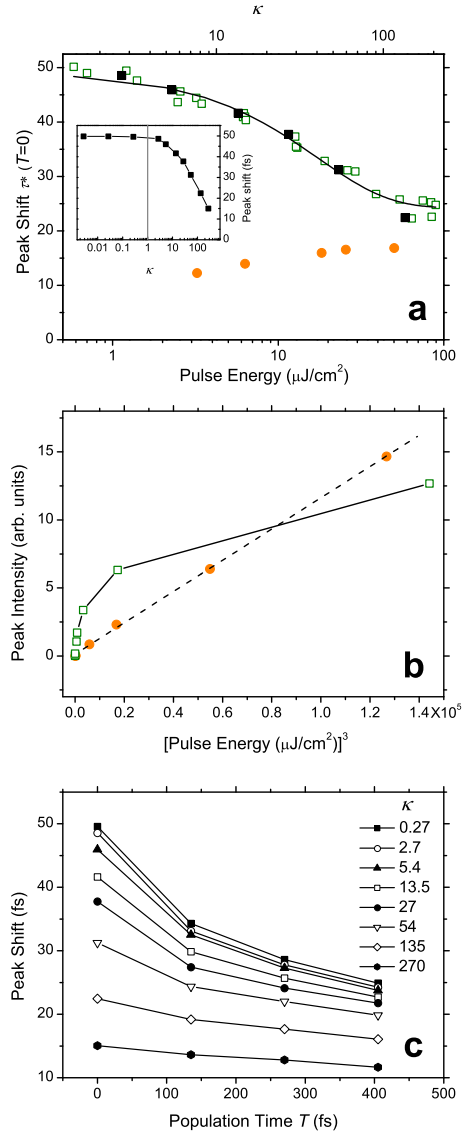 κ
10 100
50
40
30
20
10
0
Peak Shift τ* (T=0)
50
40
30
20
10
0
Peak shift (fs)
0.01 0.1 1 10 100
κ
a
1 10 100
Pulse Energy (μJ/cm²)
15
10
5
0
Peak Intensity (arb. units)
b
0.0 0.2 0.4 0.6 0.8 1.0 1.2 1.4X10⁵
[Pulse Energy (μJ/cm²)]³
κ
50
40
30
20
10
Peak Shift (fs)
0.27
2.7
5.4
13.5
27
54
135
270
c
0 100 200 300 400 500
Population Time T (fs)